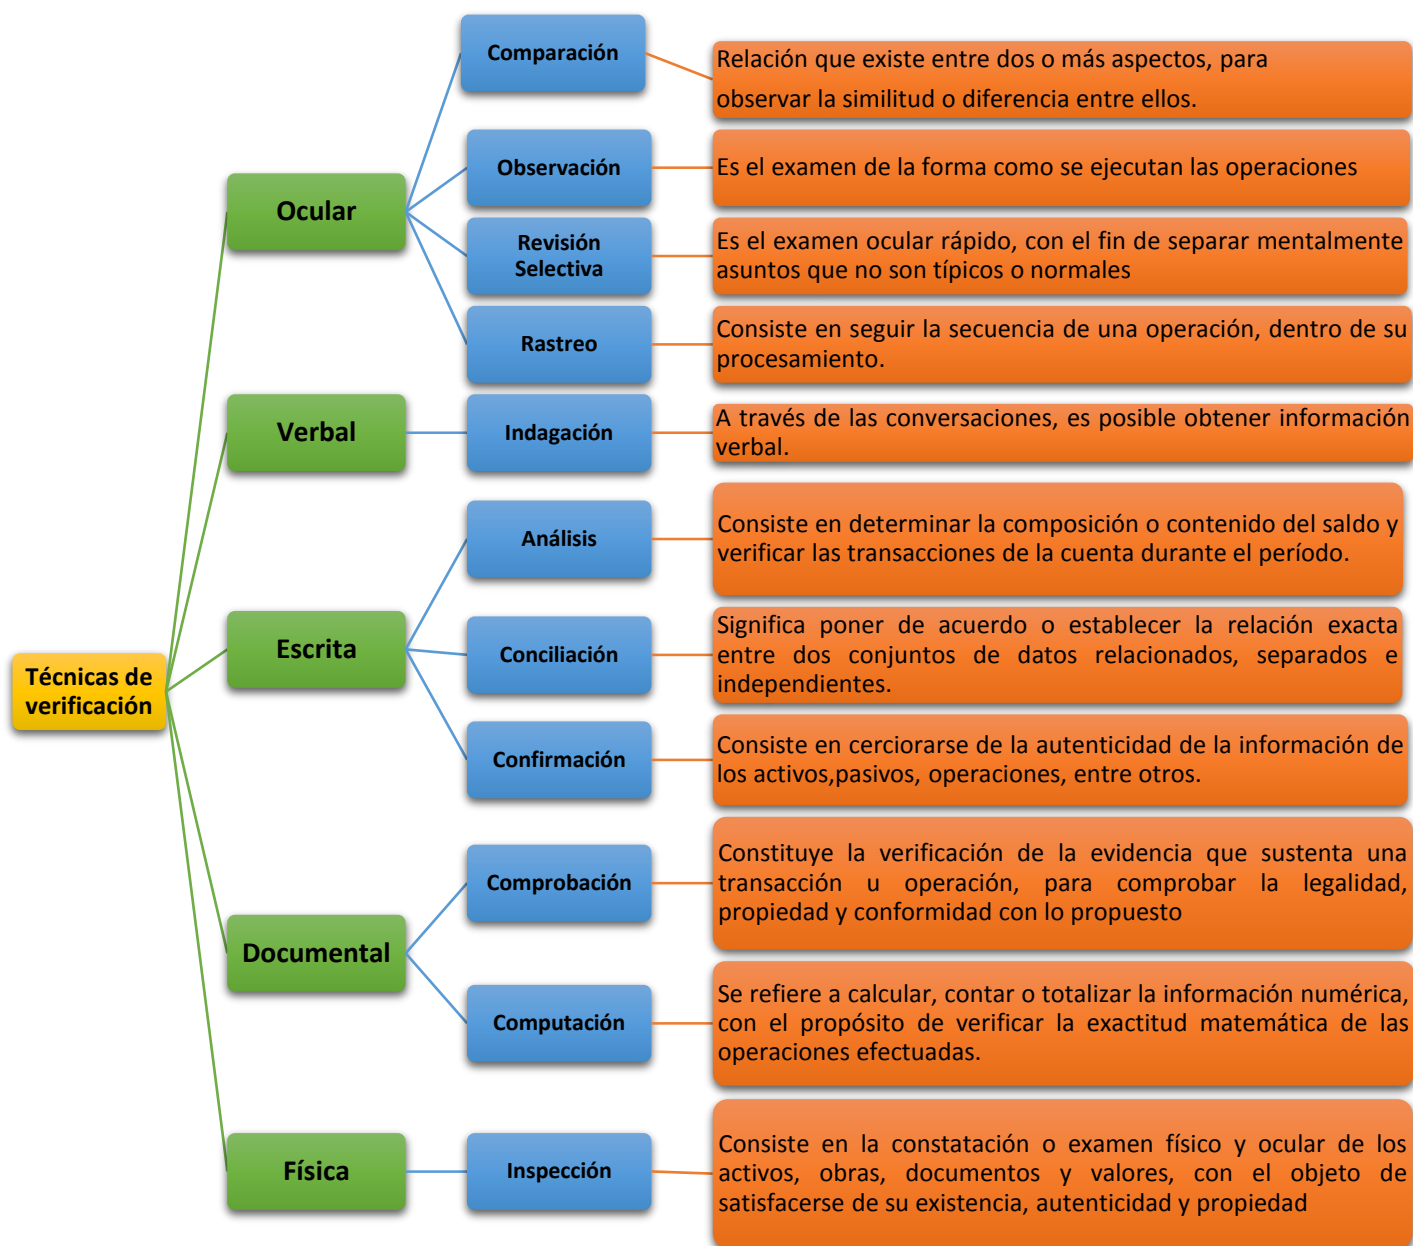 Técnicas de
verificación
Ocular
Comparación
Relación que existe entre dos o más aspectos, para
observar la similitud o diferencia entre ellos.
Observación
Es el examen de la forma como se ejecutan las operaciones
Revisión
Selectiva
Es el examen ocular rápido, con el fin de separar mentalmente
asuntos que no son típicos o normales
Rastreo
Consiste en seguir la secuencia de una operación, dentro de su
procesamiento.
Verbal
Indagación
A través de las conversaciones, es posible obtener información
verbal.
Escrita
Análisis
Consiste en determinar la composición o contenido del saldo y
verificar las transacciones de la cuenta durante el período.
Conciliación
Significa poner de acuerdo o establecer la relación exacta
entre dos conjuntos de datos relacionados, separados e
independientes.
Confirmación
Consiste en cerciorarse de la autenticidad de la información de
los activos,pasivos, operaciones, entre otros.
Documental
Comprobación
Constituye la verificación de la evidencia que sustenta una
transacción u operación, para comprobar la legalidad,
propiedad y conformidad con lo propuesto
Computación
Se refiere a calcular, contar o totalizar la información numérica,
con el propósito de verificar la exactitud matemática de las
operaciones efectuadas.
Física
Inspección
Consiste en la constatación o examen físico y ocular de los
activos, obras, documentos y valores, con el objeto de
satisfacerse de su existencia, autenticidad y propiedad